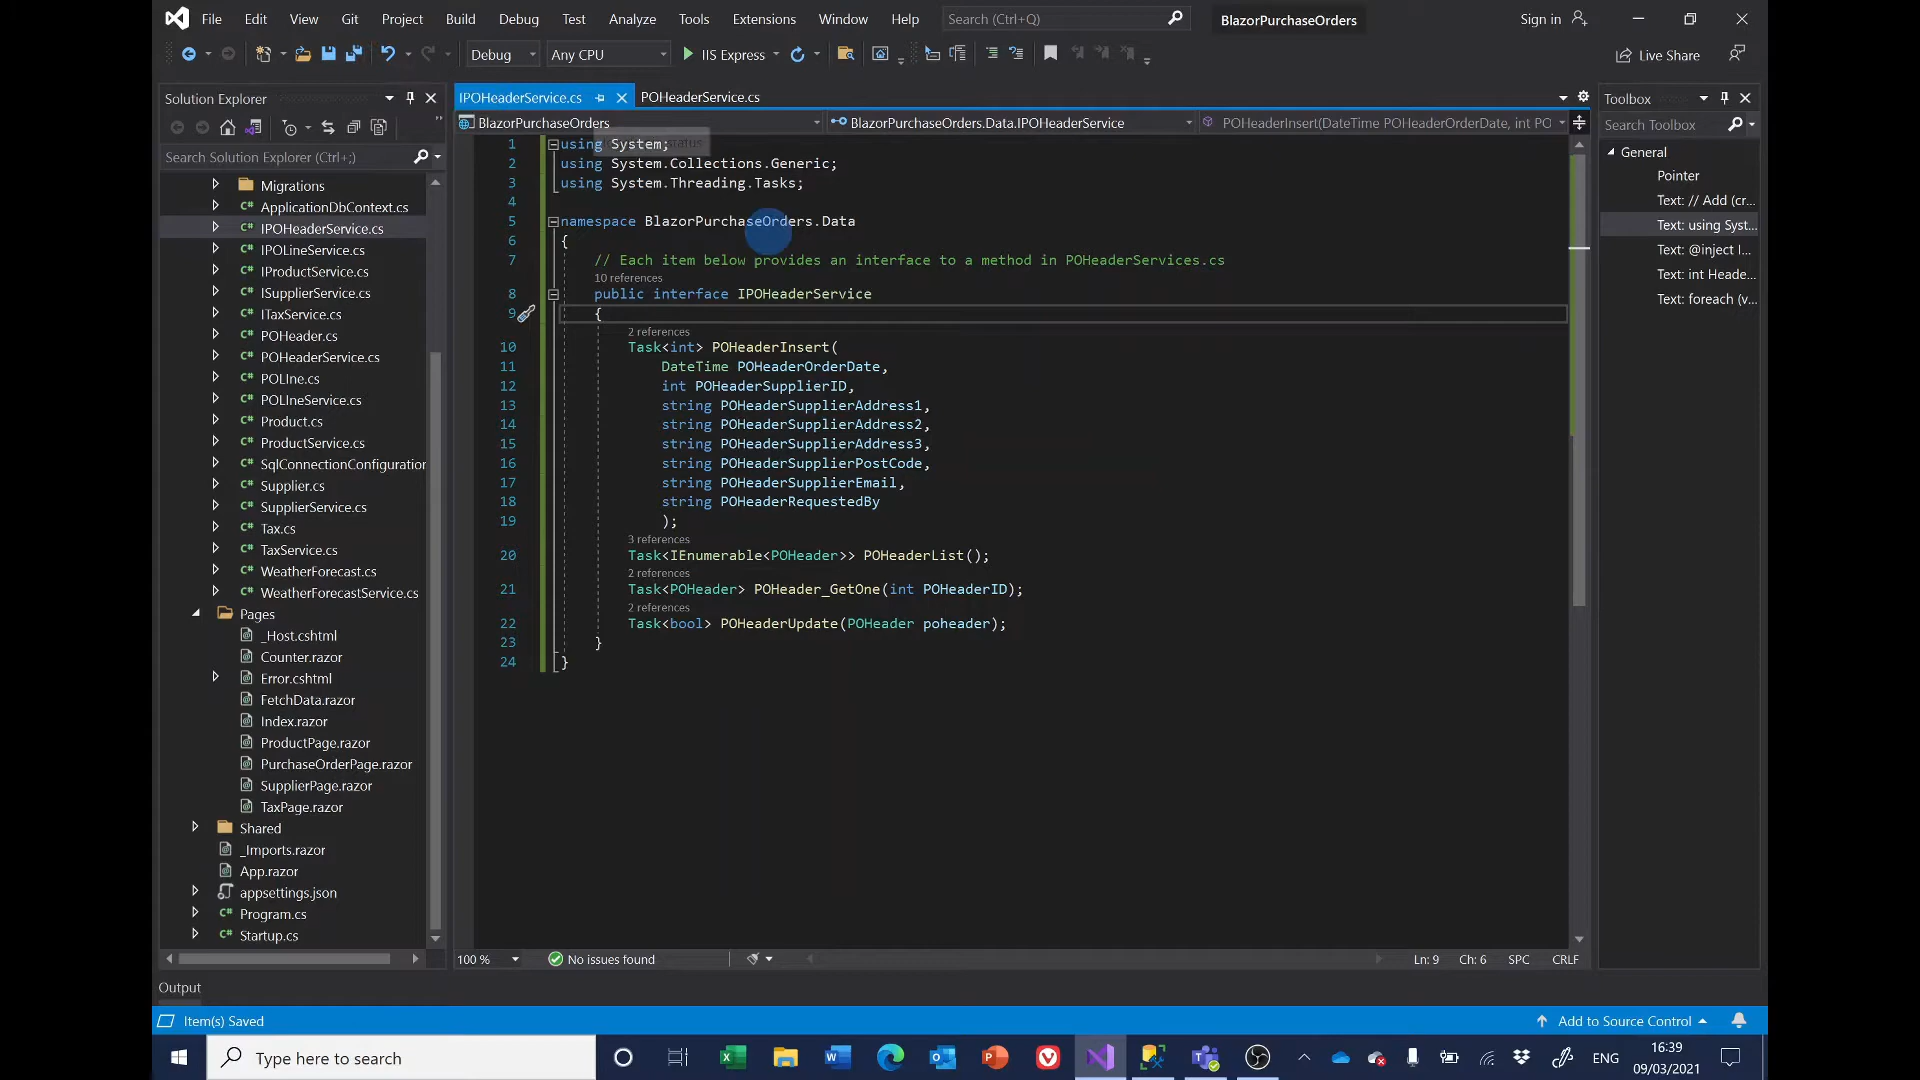 File Edit View Git Project Build Debug Test Analyze Tools Extensions Window Help Search (Ctrl+Q) BlazorPurchaseOrders Sign in
Debug Any CPU IIS Express Live Share
Solution Explorer
Search Solution Explorer (Ctrl+;)
Migrations
ApplicationDbContext.cs
IPOHeaderService.cs
IPOLineService.cs
IProductService.cs
ISupplierService.cs
ITaxService.cs
POHeader.cs
POHeaderService.cs
POLIne.cs
POLIneService.cs
Product.cs
ProductService.cs
SqlConnectionConfiguration
Supplier.cs
SupplierService.cs
Tax.cs
TaxService.cs
WeatherForecast.cs
WeatherForecastService.cs
Pages
_Host.cshtml
Counter.razor
Error.cshtml
FetchData.razor
Index.razor
ProductPage.razor
PurchaseOrderPage.razor
SupplierPage.razor
TaxPage.razor
Shared
_Imports.razor
App.razor
appsettings.json
Program.cs
Startup.cs
IPOHeaderService.cs POHeaderService.cs
BlazorPurchaseOrders BlazorPurchaseOrders.Data.IPOHeaderService POHeaderInsert(DateTime POHeaderOrderDate, int PO
1 using System;
2 using System.Collections.Generic;
3 using System.Threading.Tasks;
4
5 namespace BlazorPurchaseOrders.Data
6 {
7 // Each item below provides an interface to a method in POHeaderServices.cs
10 references
8 public interface IPOHeaderService
9 {
2 references
10 Task<int> POHeaderInsert(
11 DateTime POHeaderOrderDate,
12 int POHeaderSupplierID,
13 string POHeaderSupplierAddress1,
14 string POHeaderSupplierAddress2,
15 string POHeaderSupplierAddress3,
16 string POHeaderSupplierPostCode,
17 string POHeaderSupplierEmail,
18 string POHeaderRequestedBy
19 );
3 references
20 Task<IEnumerable<POHeader>> POHeaderList();
2 references
21 Task<POHeader> POHeader_GetOne(int POHeaderID);
2 references
22 Task<bool> POHeaderUpdate(POHeader poheader);
23 }
24 }
100 % No issues found Ln: 9 Ch: 6 SPC CRLF
Toolbox
Search Toolbox
General
Pointer
Text: // Add (cr...
Text: using Syst...
Text: @inject I...
Text: int Heade...
Text: foreach (v...
Output
Item(s) Saved Add to Source Control
Type here to search ENG 16:39
09/03/2021